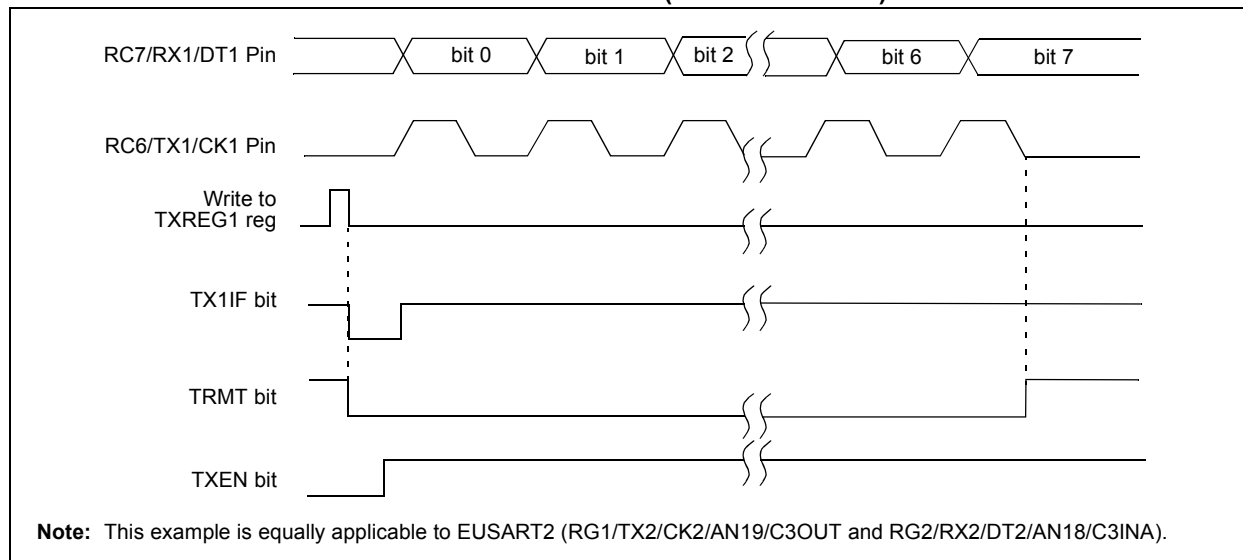 RC7/RX1/DT1 Pin
bit 0
bit 1
bit 2
bit 6
bit 7
RC6/TX1/CK1 Pin
Write to
TXREG1 reg
TX1IF bit
TRMT bit
TXEN bit
Note: This example is equally applicable to EUSART2 (RG1/TX2/CK2/AN19/C3OUT and RG2/RX2/DT2/AN18/C3INA).